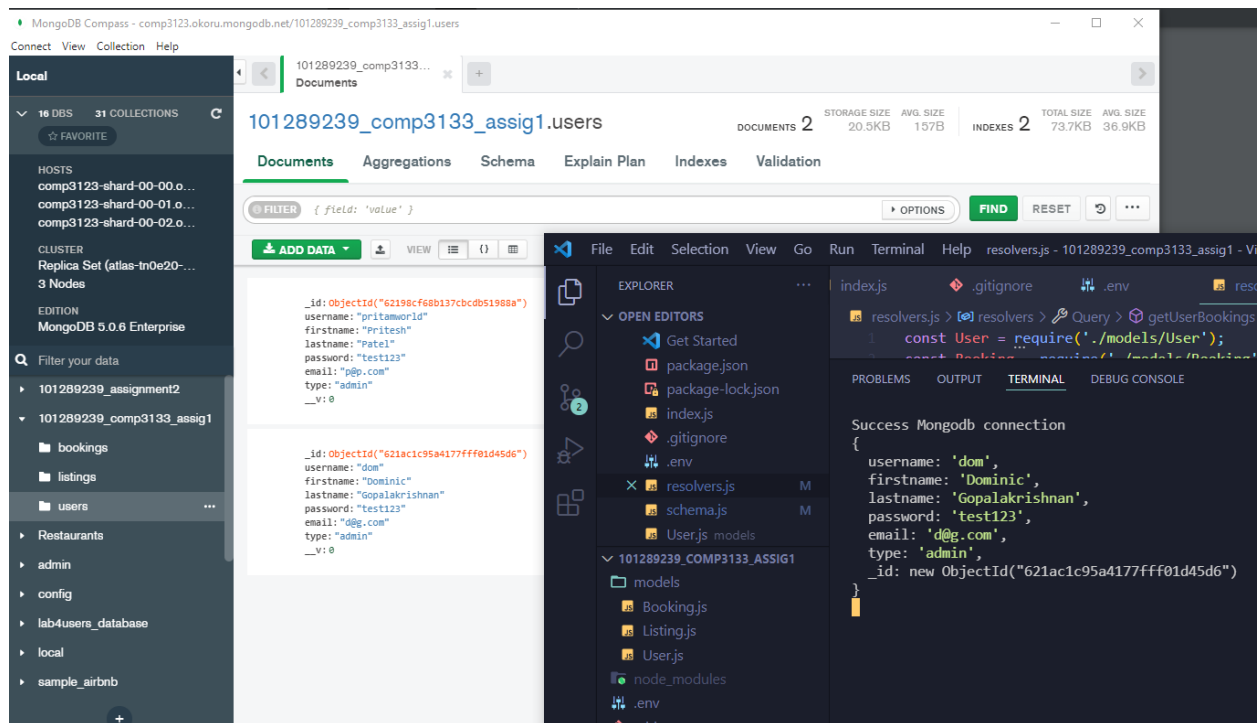 MongoDB Compass - comp3123.okoru.mongodb.net/101289239_comp3133_assig1.users
Connect View Collection Help
Local
16 DBS 31 COLLECTIONS
FAVORITE
HOSTS
comp3123-shard-00-00.o...
comp3123-shard-00-01.o...
comp3123-shard-00-02.o...
CLUSTER
Replica Set (atlas-tn0e20-...
3 Nodes
EDITION
MongoDB 5.0.6 Enterprise
Filter your data
101289239_assignment2
101289239_comp3133_assig1
bookings
listings
users
Restaurants
admin
config
lab4users_database
local
sample_airbnb
101289239_comp3133...
Documents
101289239_comp3133_assig1.users
DOCUMENTS 2
STORAGE SIZE 20.5KB
AVG. SIZE 157B
INDEXES 2
TOTAL SIZE 73.7KB
AVG. SIZE 36.9KB
Documents Aggregations Schema Explain Plan Indexes Validation
FILTER { field: 'value' }
OPTIONS FIND RESET ...
ADD DATA VIEW {}
_id: ObjectId("62198cf68b137cbcdb51988a")
username: "pritamworld"
firstname: "Pritesh"
lastname: "Patel"
password: "test123"
email: "p@p.com"
type: "admin"
__v: 0
_id: ObjectId("621ac1c95a4177fff01d45d6")
username: "dom"
firstname: "Dominic"
lastname: "Gopalakrishnan"
password: "test123"
email: "d@g.com"
type: "admin"
__v: 0
File Edit Selection View Go Run Terminal Help resolvers.js - 101289239_comp3133_assig1 - Vi
EXPLORER ...
OPEN EDITORS
Get Started
package.json
package-lock.json
index.js
.gitignore
.env
resolvers.js M
schema.js M
User.js models
101289239_COMP3133_ASSIG1
models
Booking.js
Listing.js
User.js
node_modules
.env
2
index.js .gitignore .env reso
resolvers.js > resolvers > Query > getUserBookings
1 const User = require('./models/User');
const Booking = require('./models/Booking'
PROBLEMS OUTPUT TERMINAL DEBUG CONSOLE
Success Mongodb connection
{
username: 'dom',
firstname: 'Dominic',
lastname: 'Gopalakrishnan',
password: 'test123',
email: 'd@g.com',
type: 'admin',
_id: new ObjectId("621ac1c95a4177fff01d45d6")
}